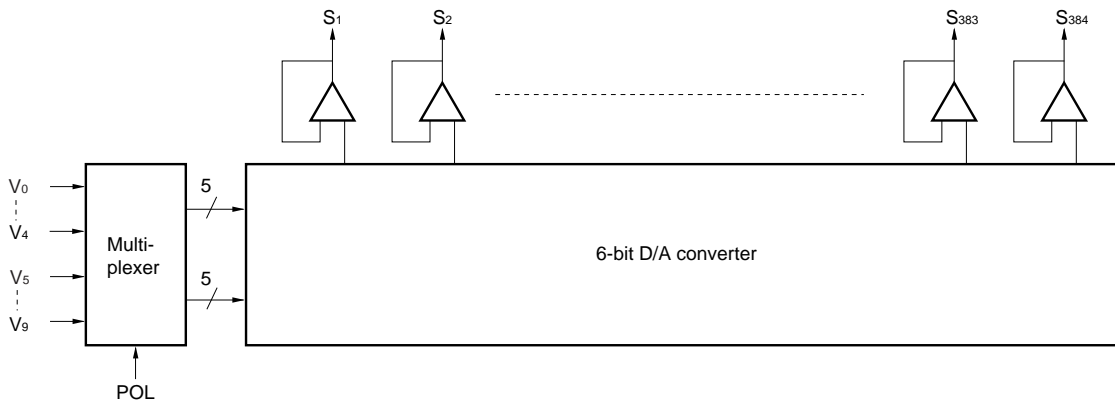 S1 S2 S383 S384
V0
V4
V5
V9
Multi-
plexer
5
5
6-bit D/A converter
POL